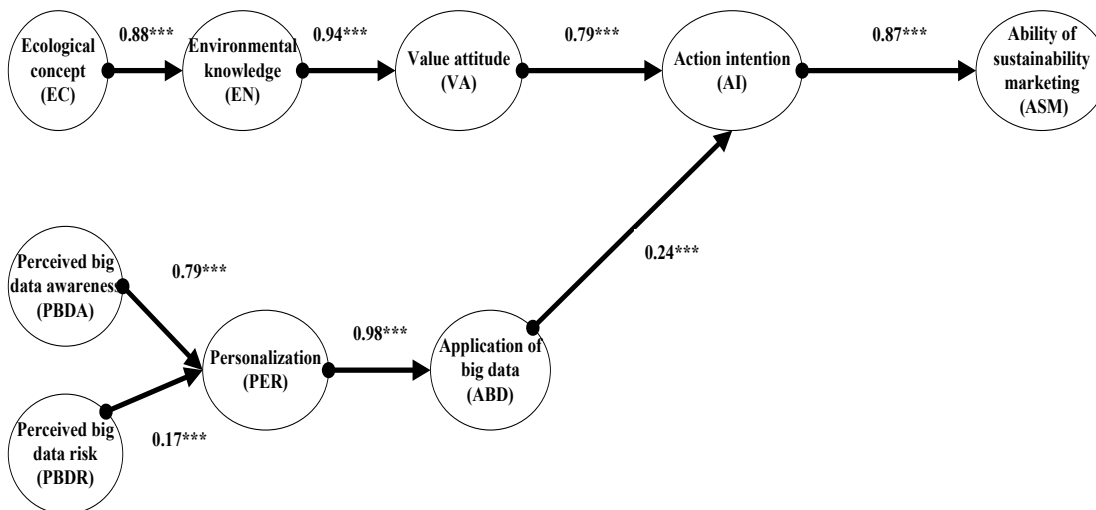 Ecological
concept
(EC)
0.88***
Environmental
knowledge
(EN)
0.94***
Value attitude
(VA)
0.79***
Action intention
(AI)
0.87***
Ability of
sustainability
marketing
(ASM)
Perceived big
data awareness
(PBDA)
0.79***
Perceived big
data risk
(PBDR)
0.17***
Personalization
(PER)
0.98***
Application of
big data
(ABD)
0.24***